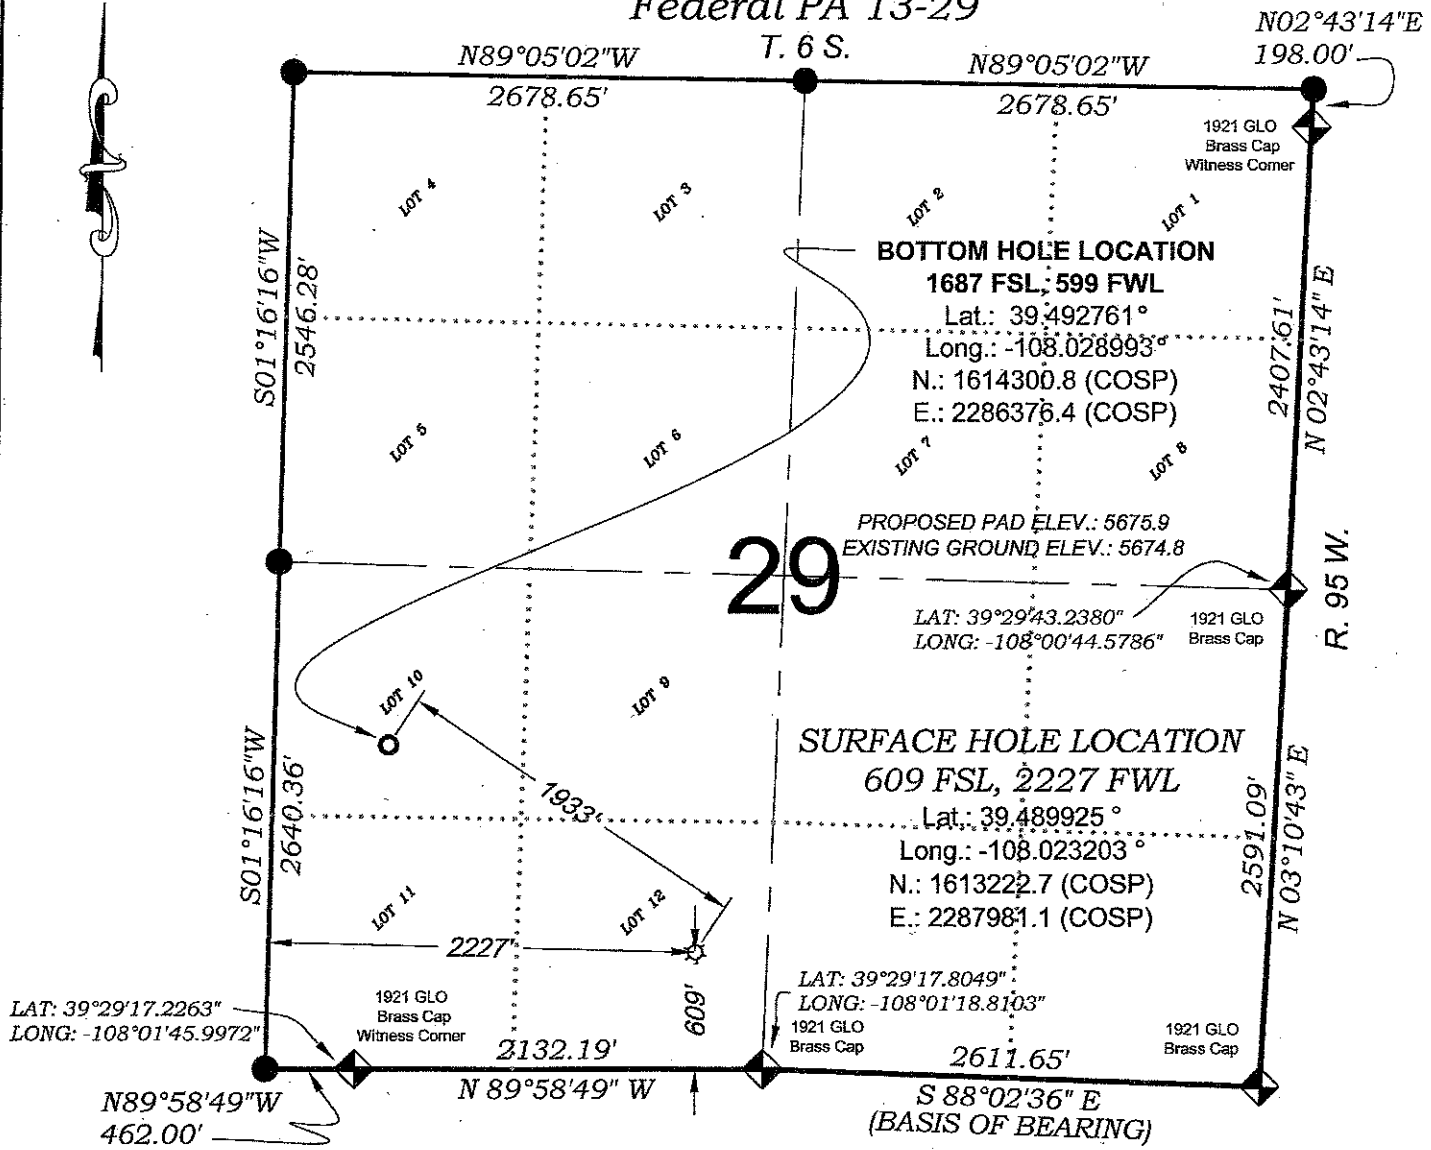 Federal PA 13-29
T. 6 S.
N02°43'14"E
198.00'
N89°05'02"W
2678.65'
N89°05'02"W
2678.65'
1921 GLO
Brass Cap
Witness Corner
LOT 4
LOT 3
LOT 2
LOT 1
BOTTOM HOLE LOCATION
1687 FSL, 599 FWL
Lat.: 39.492761°
Long.: -108.028993°
N.: 1614300.8 (COSP)
E.: 2286376.4 (COSP)
S01°16'16"W
2546.28'
2407.61'
N 02°43'14" E
LOT 5
LOT 6
LOT 7
LOT 8
PROPOSED PAD ELEV.: 5675.9
EXISTING GROUND ELEV.: 5674.8
29
R. 95 W.
LAT: 39°29'43.2380"
LONG: -108°00'44.5786"
1921 GLO
Brass Cap
LOT 10
LOT 9
SURFACE HOLE LOCATION
609 FSL, 2227 FWL
Lat.: 39.489925 °
Long.: -108.023203 °
N.: 1613222.7 (COSP)
E.: 2287981.1 (COSP)
S01°16'16"W
2640.36'
1933'
2591.09'
N 03°10'43" E
LOT 11
LOT 12
2227'
609'
LAT: 39°29'17.2263"
LONG: -108°01'45.9972"
1921 GLO
Brass Cap
Witness Corner
LAT: 39°29'17.8049"
LONG: -108°01'18.8103"
1921 GLO
Brass Cap
1921 GLO
Brass Cap
2132.19'
N 89°58'49" W
2611.65'
S 88°02'36" E
(BASIS OF BEARING)
N89°58'49"W
462.00'